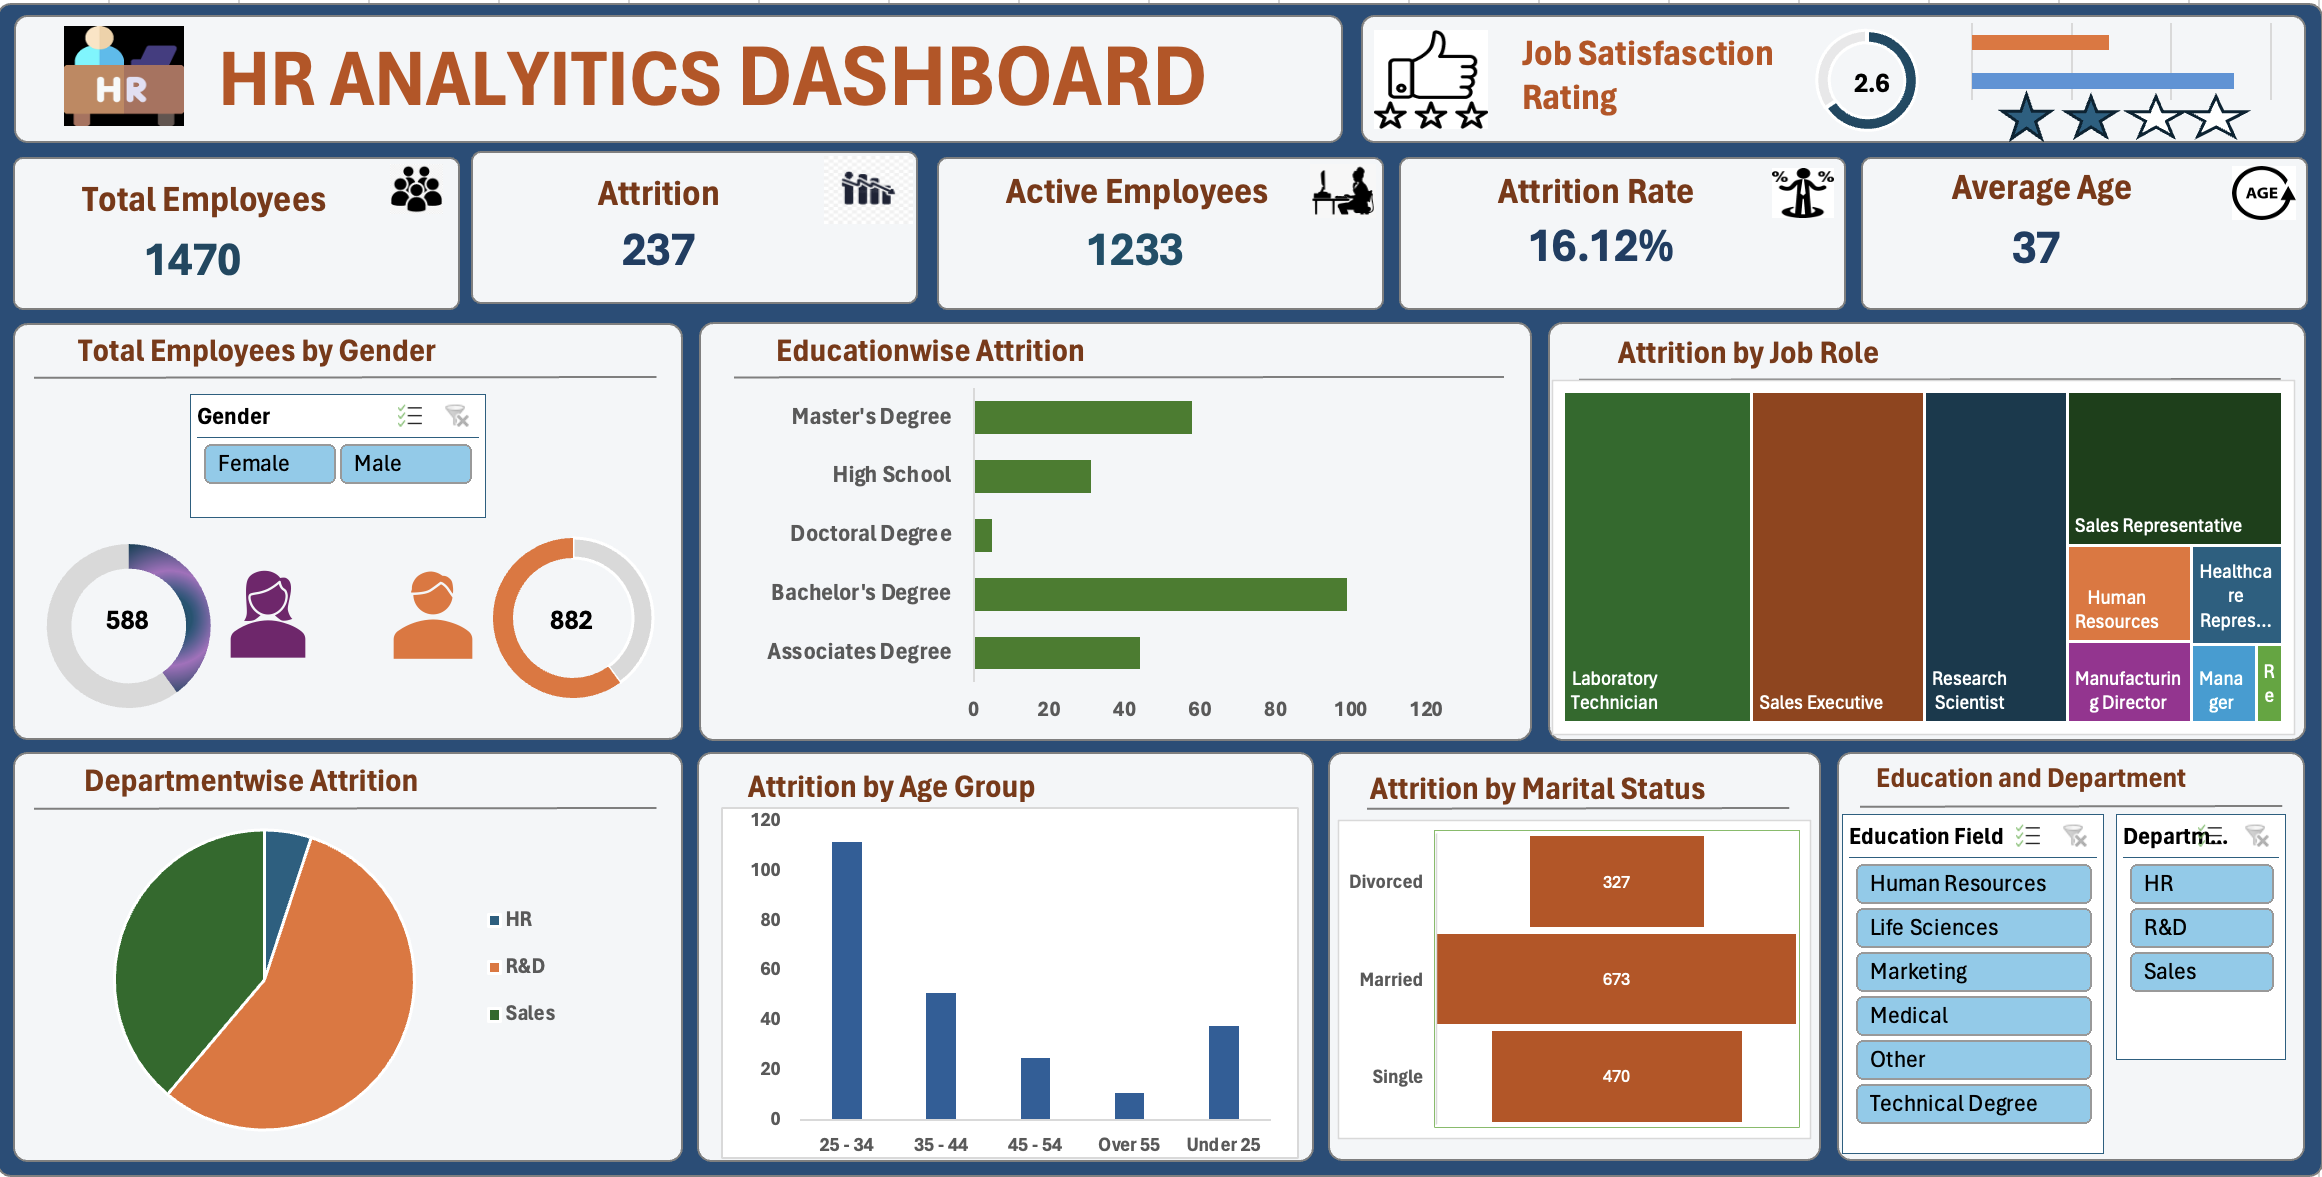 HR
HR ANALYITICS DASHBOARD
Job Satisfasction
Rating
2.6
Total Employees
1470
Attrition
237
Active Employees
1233
Attrition Rate
% %
16.12%
Average Age
AGE
37
Total Employees by Gender
Gender
Female Male
588
882
Educationwise Attrition
Master's Degree
High School
Doctoral Degree
Bachelor's Degree
Associates Degree
0 20 40 60 80 100 120
Attrition by Job Role
Laboratory
Technician
Sales Executive
Research
Scientist
Sales Representative
Human
Resources
Healthca
re
Repres...
Manufacturin
g Director
Mana
ger
R
e
Departmentwise Attrition
HR
R&D
Sales
Attrition by Age Group
120
100
80
60
40
20
0
25 - 34 35 - 44 45 - 54 Over 55 Under 25
Attrition by Marital Status
Divorced 327
Married 673
Single 470
Education and Department
Education Field
Human Resources
Life Sciences
Marketing
Medical
Other
Technical Degree
Departm...
HR
R&D
Sales